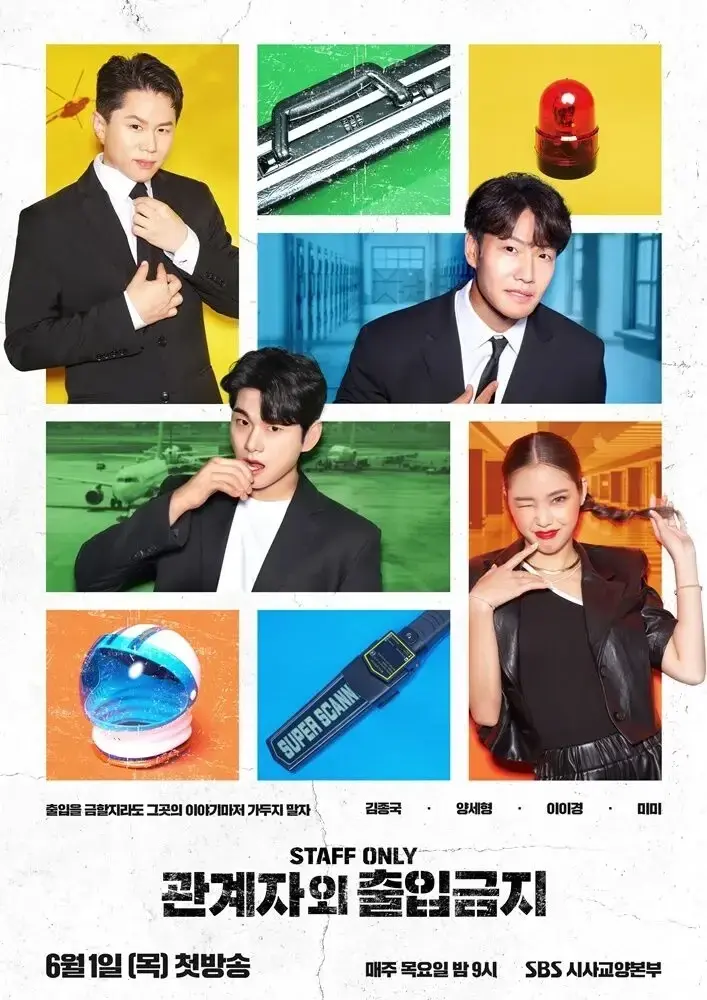 SUPER SCANN
출입을 금할지라도 그곳의 이야기마저 가두지 말자
김종국 · 양세형 · 이이경 · 미미
STAFF ONLY
관계자외 출입금지
6월 1일 (목) 첫방송
매주 목요일 밤 9시 SBS 시사교양본부